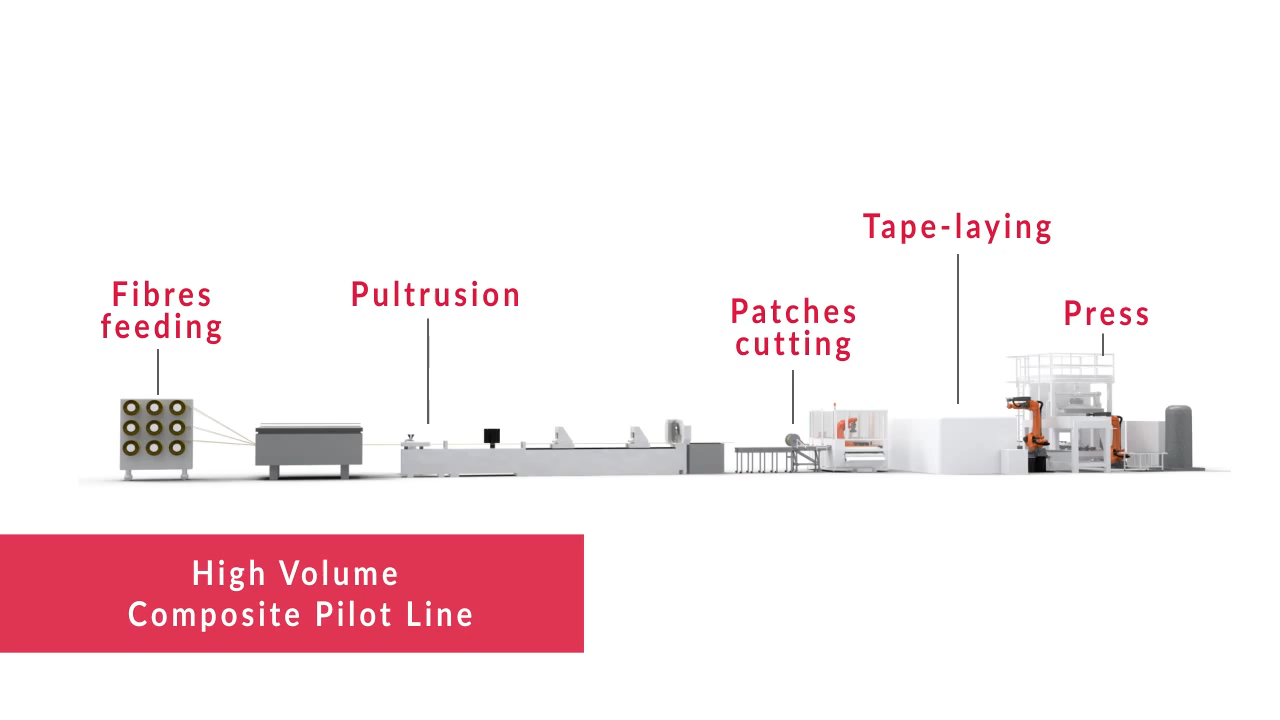 Tape-laying
Fibres
feeding
Pultrusion
Patches
cutting
Press
High Volume
Composite Pilot Line